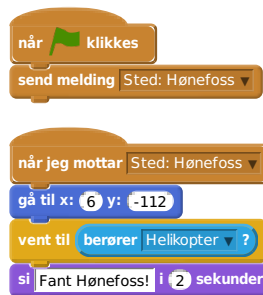 når klikkes
send melding Sted: Hønefoss
når jeg mottar Sted: Hønefoss
gå til x: 6 y: -112
vent til berører Helikopter ?
si Fant Hønefoss! i 2 sekunder